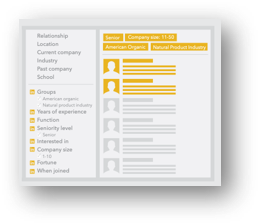 Relationship
Location
Current company
Industry
Past company
School
Groups
American organic
Natural product industry
Years of experience
Function
Seniority level
Senior
Interested in
Company size
1-10
Fortune
When joined
Senior
Company size: 11-50
American Organic
Natural Product Industry